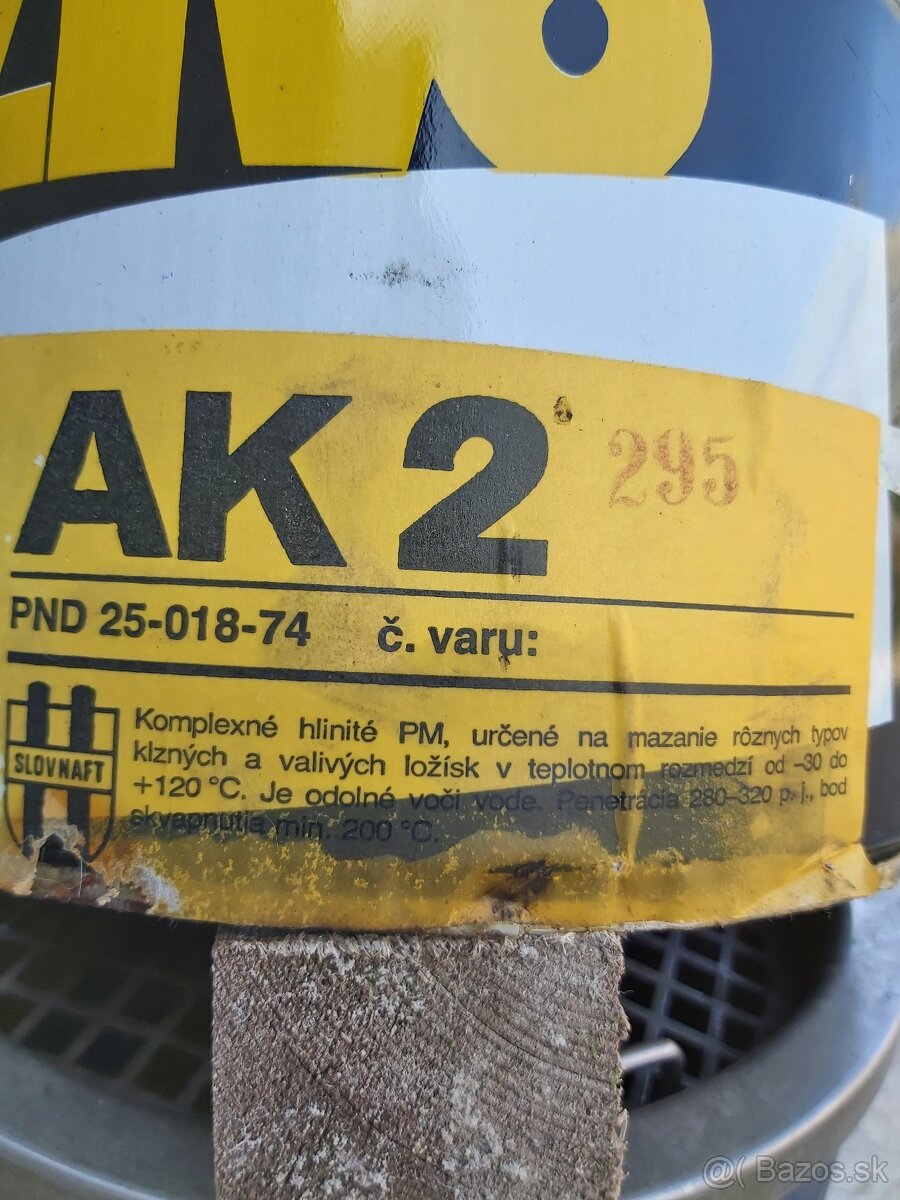 AK 2 295
PND 25-018-74 č. varu:
SLOVNAFT
Komplexné hlinité PM, určené na mazanie rôznych typov
klzných a valivých ložísk v teplotnom rozmedzí od –30 do
+120 °C. Je odolné voči vode. Penetrácia 280–320 p. j., bod
skvapnutia min. 200 °C.
@( Bazos.sk